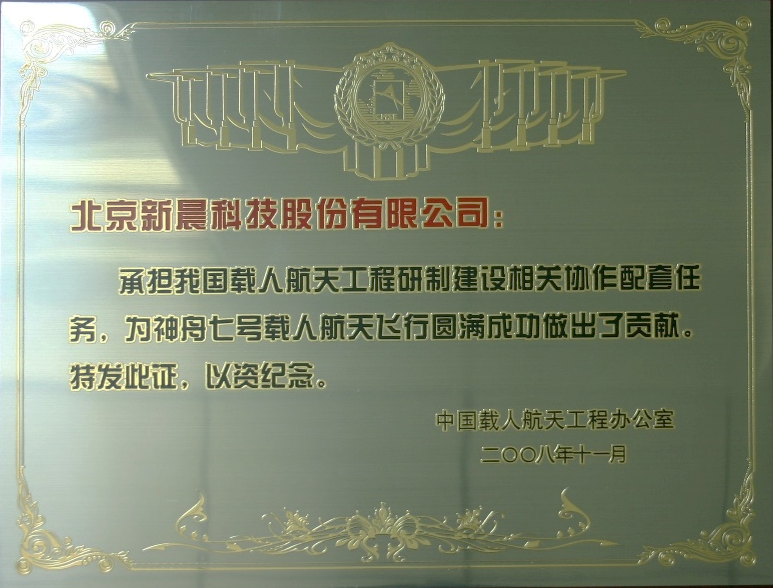 北京新晨科技股份有限公司：
承担我国载人航天工程研制建设相关协作配套任
务，为神舟七号载人航天飞行圆满成功做出了贡献。
特发此证，以资纪念。
中国载人航天工程办公室
二〇〇八年十一月